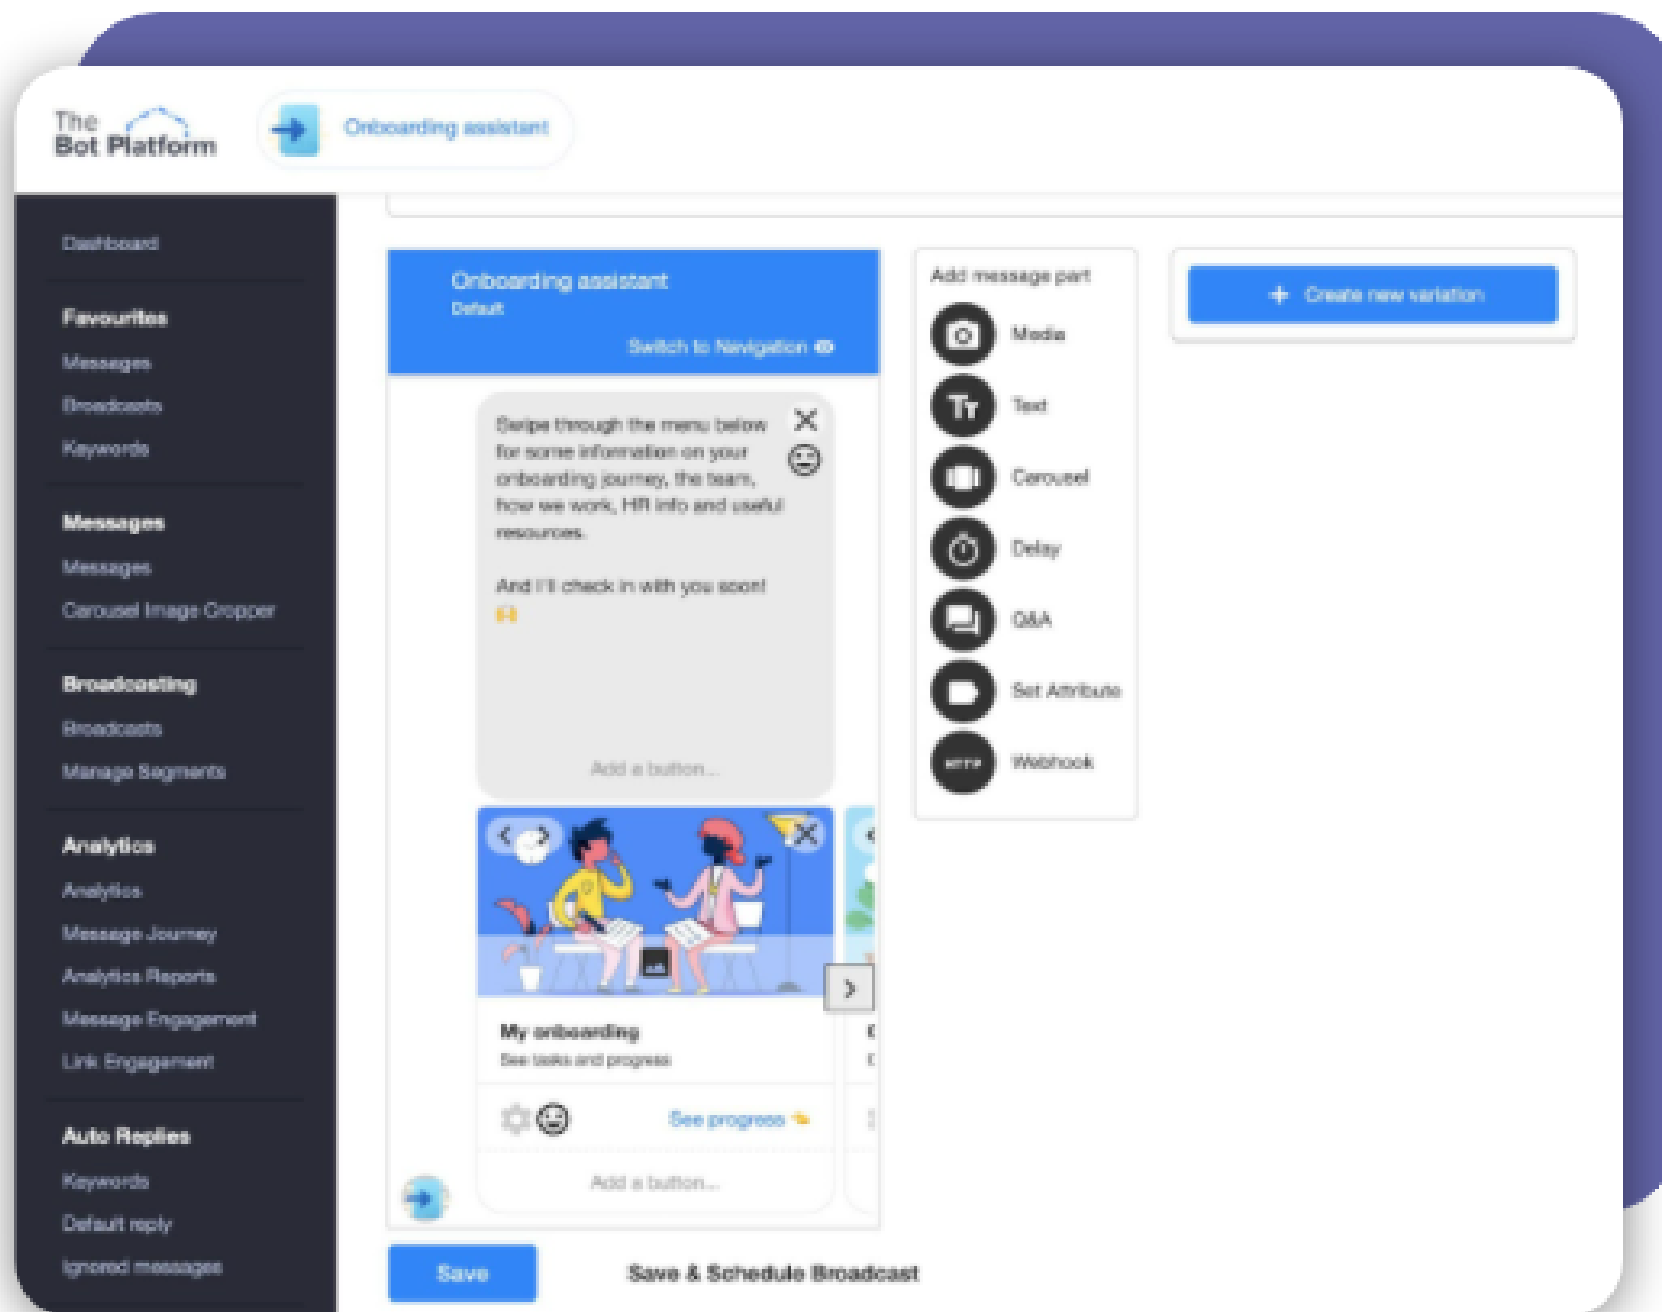 The
Bot Platform
Onboarding assistant
Dashboard
Favourites
Messages
Broadcasts
Keywords
Messages
Messages
Carousel Image Cropper
Broadcasting
Broadcasts
Manage Segments
Analytics
Analytics
Message Journey
Analytics Reports
Message Engagement
Link Engagement
Auto Replies
Keywords
Default reply
Ignored messages
Onboarding assistant
Default
Switch to Navigation
Swipe through the menu below
for some information on your
onboarding journey, the team,
how we work, HR info and useful
resources.
And I'll check in with you soon!
Add a button...
My onboarding
See tasks and progress
See progress
Add a button...
Save
Save & Schedule Broadcast
Add message part
Media
Tt Text
Carousel
Delay
Q&A
Set Attribute
HTTP Webhook
+ Create new variation